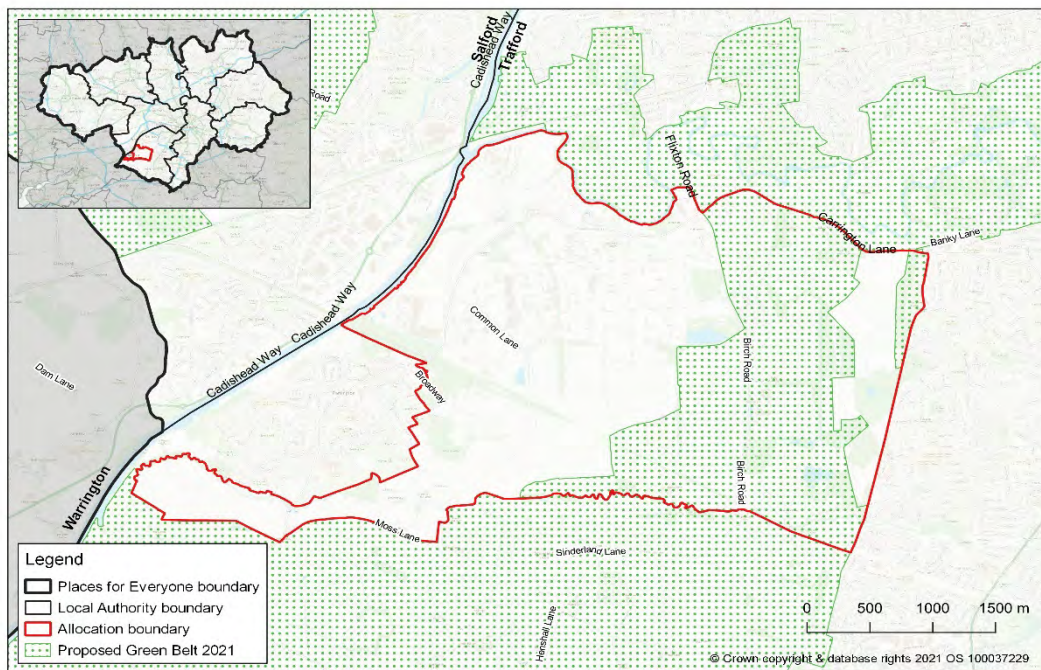 Road
Salford
Cadishead Way
Trafford
Flixton Road
Carrington Lane
Banky Lane
Common Lane
Cadishead Way
Cadishead Way
Birch Road
Broadway
Dam Lane
Birch Road
Warrington
Moss Lane
Sinderland Lane
Henshall Lane
Legend
Places for Everyone boundary
Local Authority boundary
Allocation boundary
Proposed Green Belt 2021
0 500 1000 1500 m
© Crown copyright & database rights 2021 OS 100037229